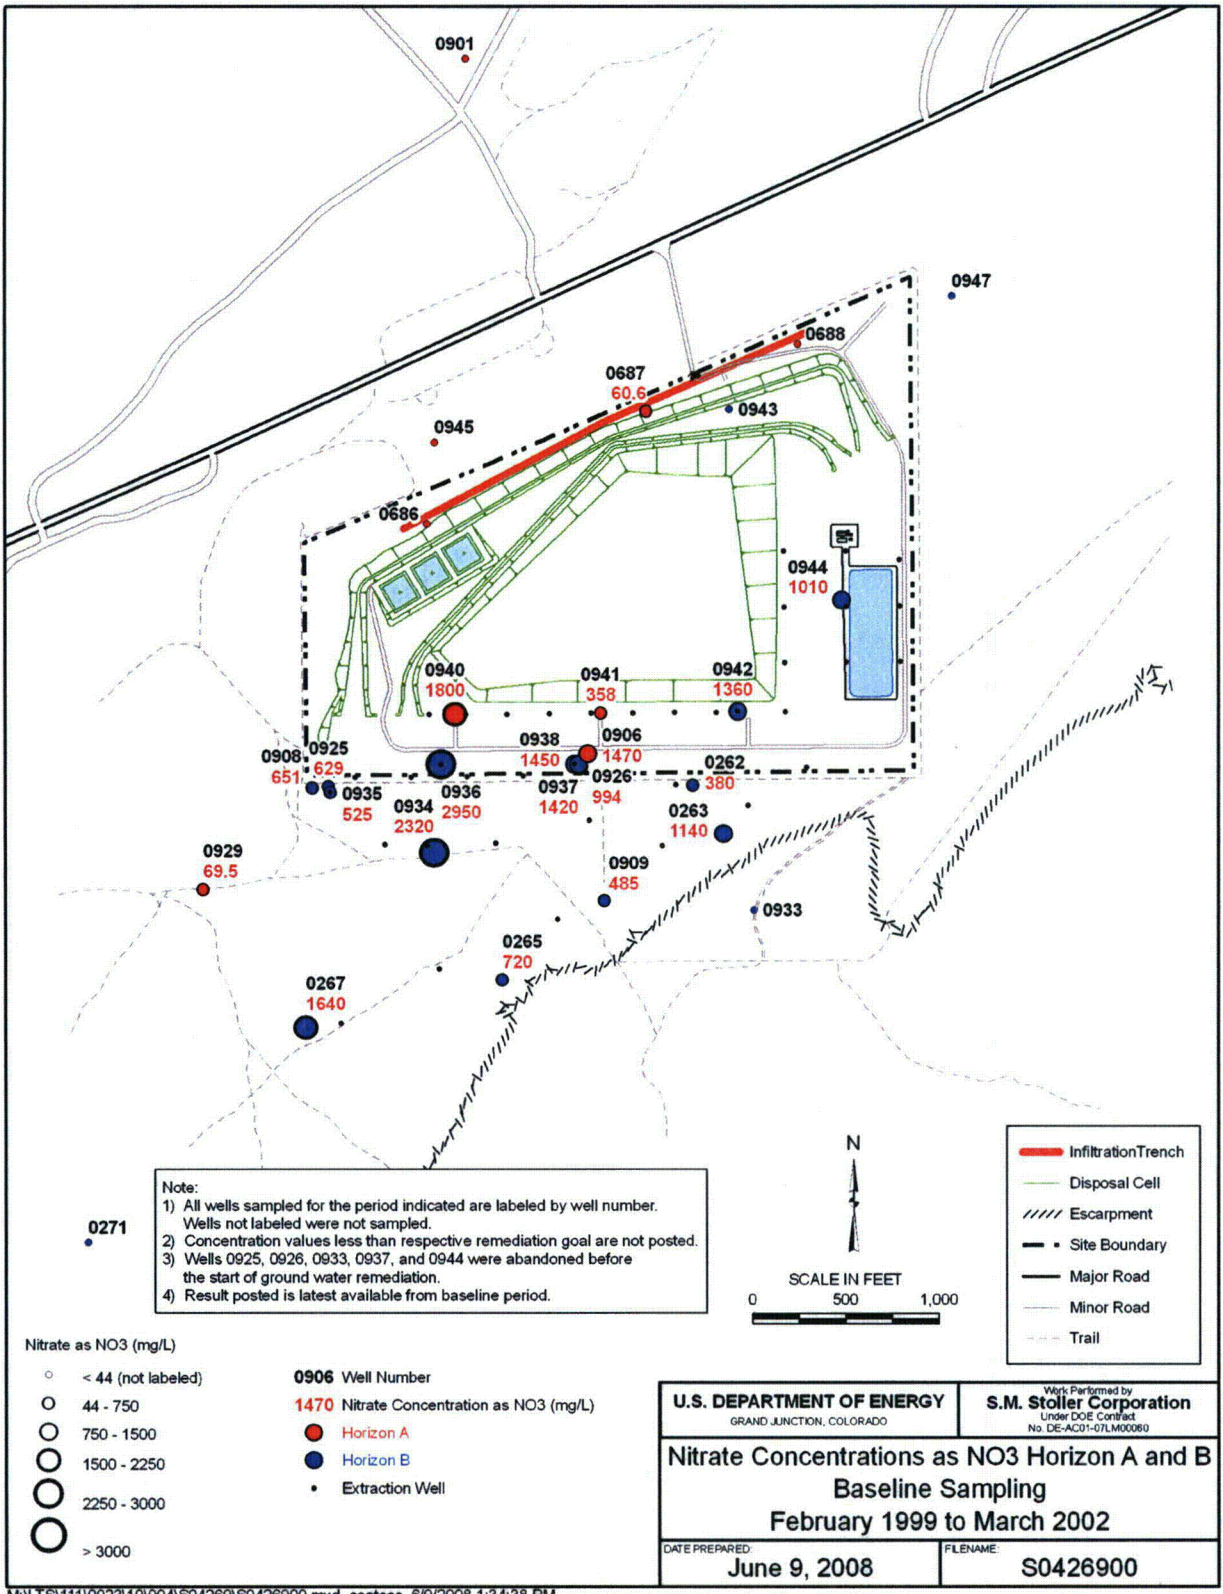 0901
0947
0688
0687
60.6
0943
0945
0686
0944
1010
0940
1800
0941
358
0942
1360
0938
1450
0906
1470
0908
651
0925
629
0935
525
0934
2320
0936
2950
0937
1420
0926
994
0262
380
0263
1140
0929
69.5
0909
485
0933
0265
720
0267
1640
0271
Note:
1) All wells sampled for the period indicated are labeled by well number.
Wells not labeled were not sampled.
2) Concentration values less than respective remediation goal are not posted.
3) Wells 0925, 0926, 0933, 0937, and 0944 were abandoned before
the start of ground water remediation.
4) Result posted is latest available from baseline period.
N
SCALE IN FEET
0 500 1,000
InfiltrationTrench
Disposal Cell
Escarpment
Site Boundary
Major Road
Minor Road
Trail
Nitrate as NO3 (mg/L)
< 44 (not labeled)
44 - 750
750 - 1500
1500 - 2250
2250 - 3000
> 3000
0906 Well Number
1470 Nitrate Concentration as NO3 (mg/L)
Horizon A
Horizon B
Extraction Well
U.S. DEPARTMENT OF ENERGY
GRAND JUNCTION, COLORADO
Work Performed by
S.M. Stoller Corporation
Under DOE Contract
No. DE-AC01-07LM00060
Nitrate Concentrations as NO3 Horizon A and B
Baseline Sampling
February 1999 to March 2002
DATE PREPARED:
June 9, 2008
FILENAME:
S0426900